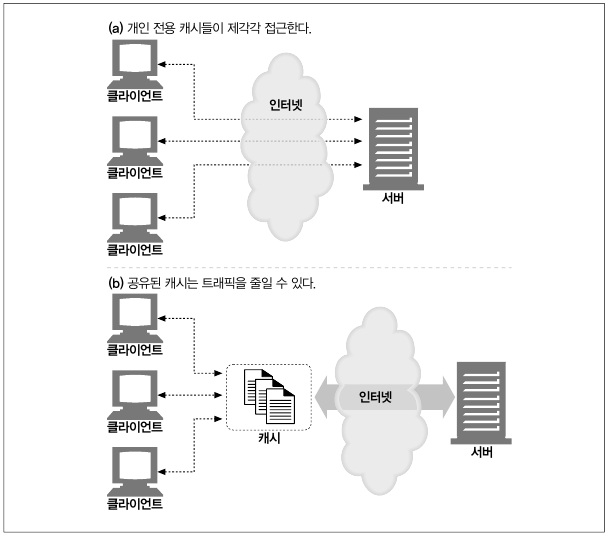 (a) 개인 전용 캐시들이 제각각 접근한다.
클라이언트
인터넷
클라이언트
서버
클라이언트
(b) 공유된 캐시는 트래픽을 줄일 수 있다.
클라이언트
클라이언트
인터넷
캐시
서버
클라이언트